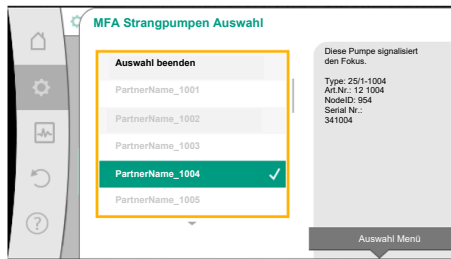 MFA Strangpumpen Auswahl
Auswahl beenden
PartnerName_1001
PartnerName_1002
PartnerName_1003
PartnerName_1004
PartnerName_1005
Diese Pumpe signalisiert
den Fokus.
Type: 25/1-1004
Art.Nr.: 12 1004
NodeID: 954
Serial Nr.:
341004
Auswahl Menü